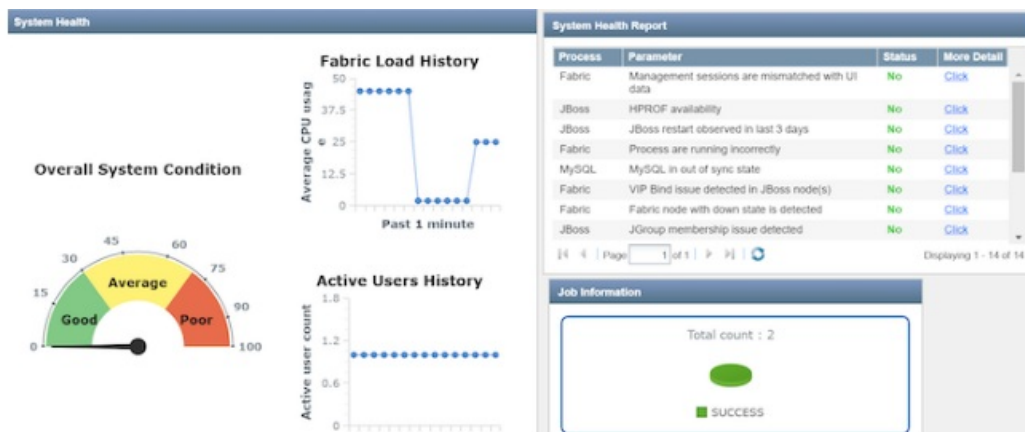 System Health
Overall System Condition
0
15
30
45
60
75
90
100
Good
Average
Poor
Fabric Load History
Average CPU usag
e
50
37.5
25
12.5
0
Past 1 minute
Active Users History
Active user count
1.8
1.2
0.6
0
System Health Report
Process Parameter Status More Detail
Fabric Management sessions are mismatched with UI data No Click
JBoss HPROF availability No Click
JBoss JBoss restart observed in last 3 days No Click
Fabric Process are running incorrectly No Click
MySQL MySQL in out of sync state No Click
Fabric VIP Bind issue detected in JBoss node(s) No Click
Fabric Fabric node with down state is detected No Click
JBoss JGroup membership issue detected No Click
Page 1 of 1 Displaying 1 - 14 of 14
Job Information
Total count : 2
SUCCESS